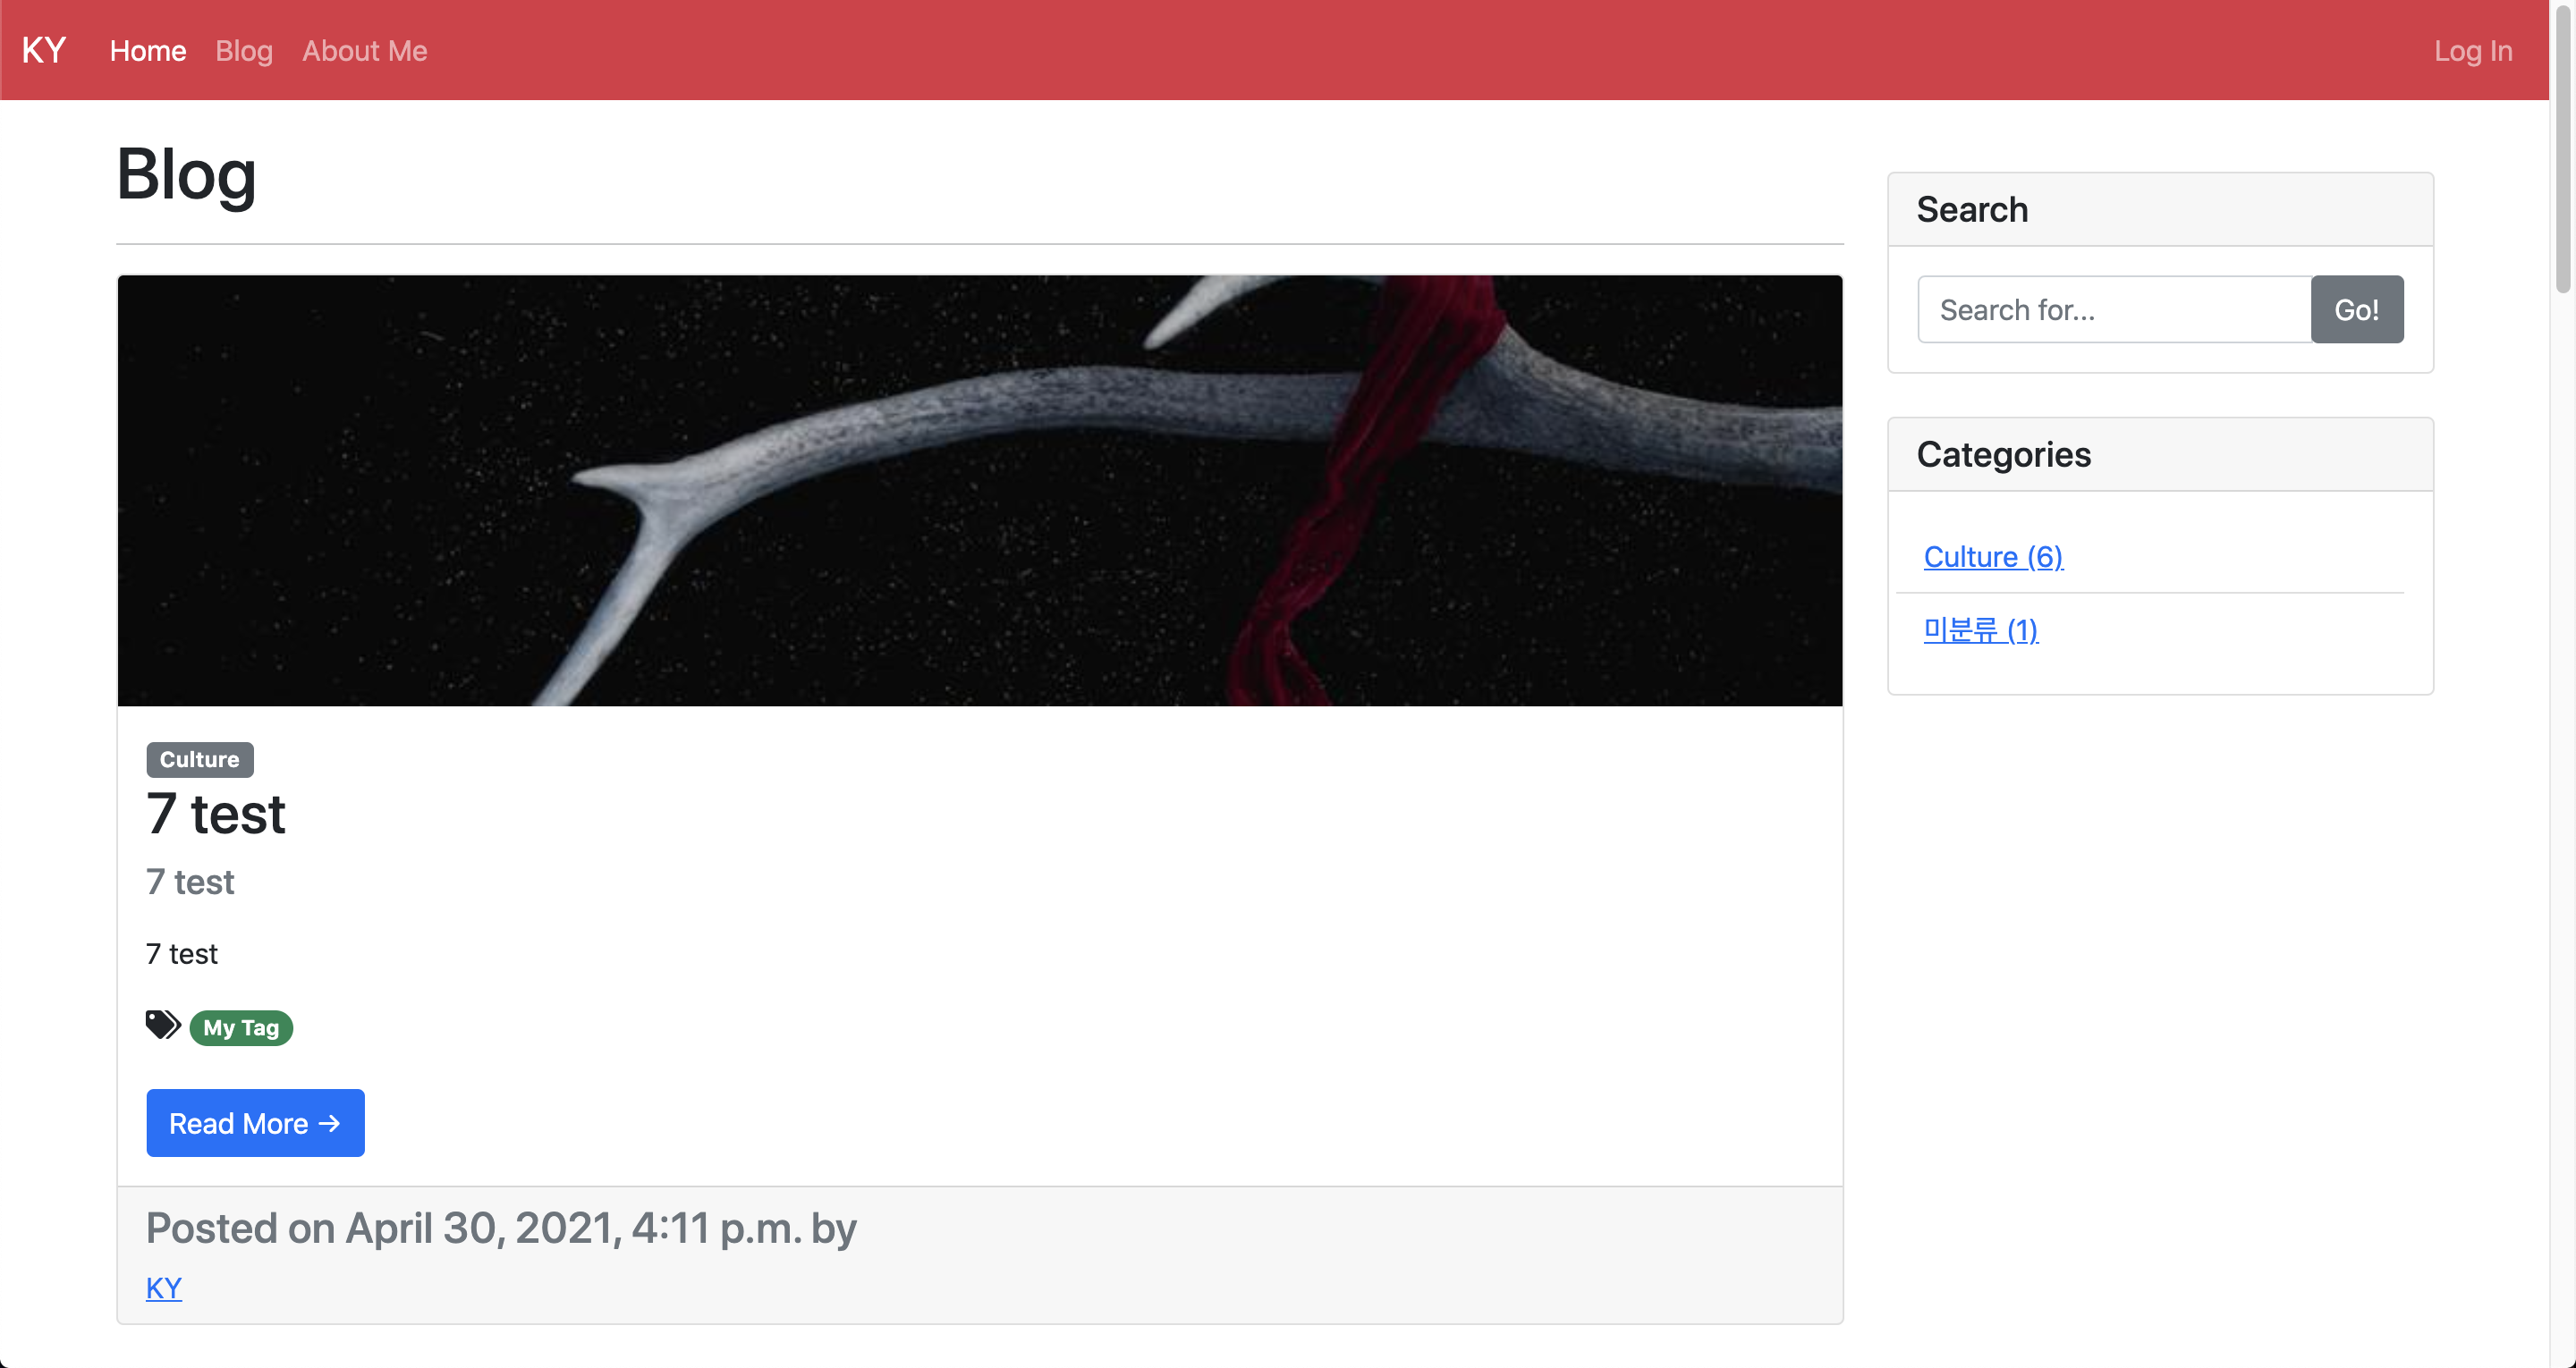 KY Home Blog About Me Log In
Blog
Culture
7 test
7 test
7 test
My Tag
Read More →
Posted on April 30, 2021, 4:11 p.m. by
KY
Search
Search for... Go!
Categories
Culture (6)
미분류 (1)